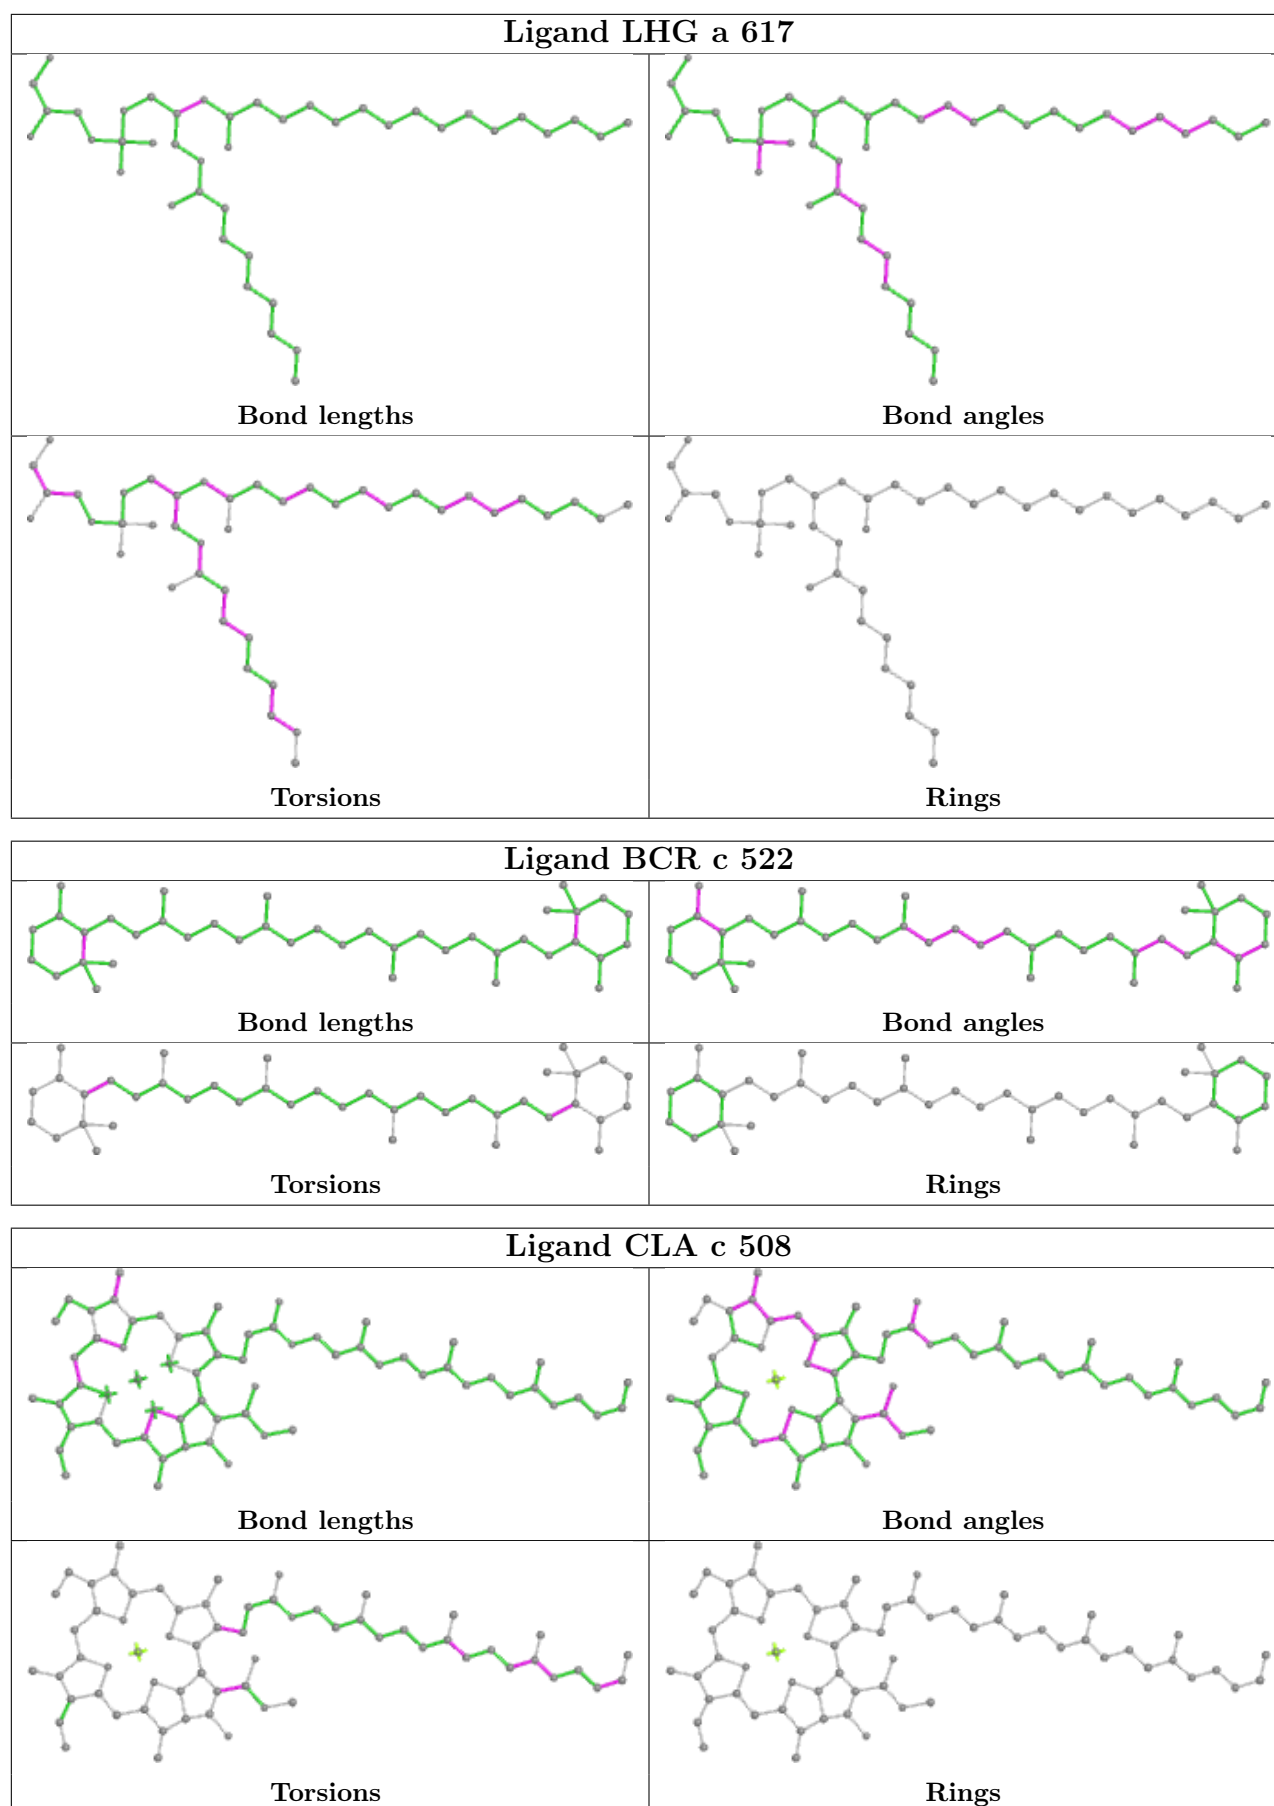 Ligand LHG a 617
Bond lengths
Bond angles
Torsions
Rings
Ligand BCR c 522
Bond lengths
Bond angles
Torsions
Rings
Ligand CLA c 508
Bond lengths
Bond angles
Torsions
Rings